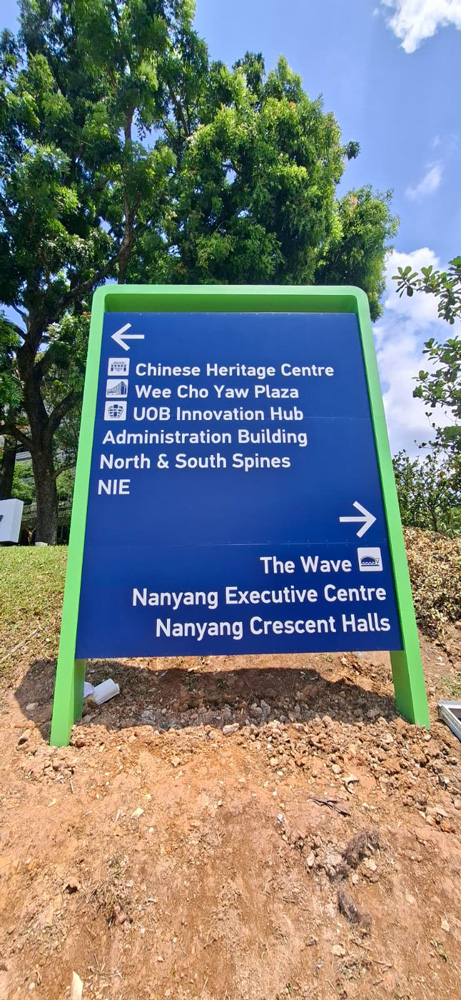 Chinese Heritage Centre
Wee Cho Yaw Plaza
UOB Innovation Hub
Administration Building
North & South Spines
NIE
The Wave
Nanyang Executive Centre
Nanyang Crescent Halls